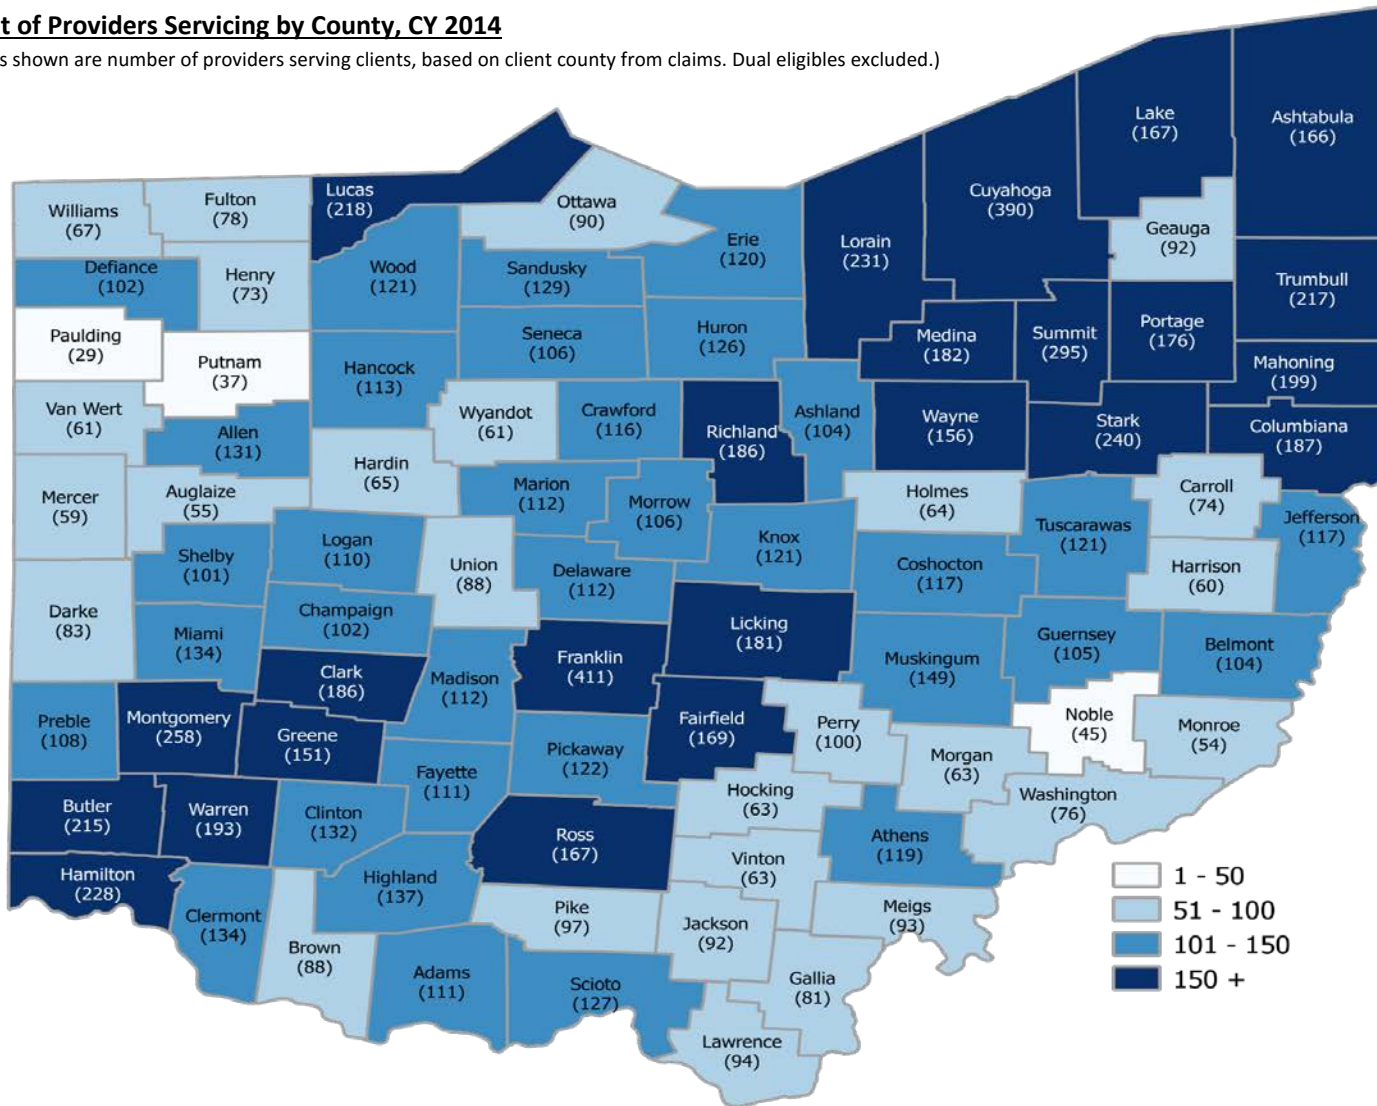 t of Providers Servicing by County, CY 2014
s shown are number of providers serving clients, based on client county from claims. Dual eligibles excluded.)
Lake
(167)
Ashtabula
(166)
Lucas
(218)
Cuyahoga
(390)
Williams
(67)
Fulton
(78)
Ottawa
(90)
Geauga
(92)
Erie
(120)
Lorain
(231)
Defiance
(102)
Henry
(73)
Wood
(121)
Sandusky
(129)
Trumbull
(217)
Paulding
(29)
Putnam
(37)
Hancock
(113)
Seneca
(106)
Huron
(126)
Medina
(182)
Summit
(295)
Portage
(176)
Mahoning
(199)
Van Wert
(61)
Allen
(131)
Wyandot
(61)
Crawford
(116)
Richland
(186)
Ashland
(104)
Wayne
(156)
Stark
(240)
Columbiana
(187)
Hardin
(65)
Mercer
(59)
Auglaize
(55)
Marion
(112)
Morrow
(106)
Holmes
(64)
Carroll
(74)
Tuscarawas
(121)
Jefferson
(117)
Shelby
(101)
Logan
(110)
Union
(88)
Delaware
(112)
Knox
(121)
Coshocton
(117)
Harrison
(60)
Darke
(83)
Miami
(134)
Champaign
(102)
Licking
(181)
Guernsey
(105)
Belmont
(104)
Clark
(186)
Madison
(112)
Franklin
(411)
Muskingum
(149)
Preble
(108)
Montgomery
(258)
Greene
(151)
Pickaway
(122)
Fairfield
(169)
Perry
(100)
Noble
(45)
Monroe
(54)
Morgan
(63)
Fayette
(111)
Hocking
(63)
Washington
(76)
Butler
(215)
Warren
(193)
Clinton
(132)
Ross
(167)
Athens
(119)
Vinton
(63)
Hamilton
(228)
Highland
(137)
Clermont
(134)
Pike
(97)
Jackson
(92)
Meigs
(93)
Brown
(88)
Adams
(111)
Scioto
(127)
Gallia
(81)
Lawrence
(94)
1 - 50
51 - 100
101 - 150
150 +